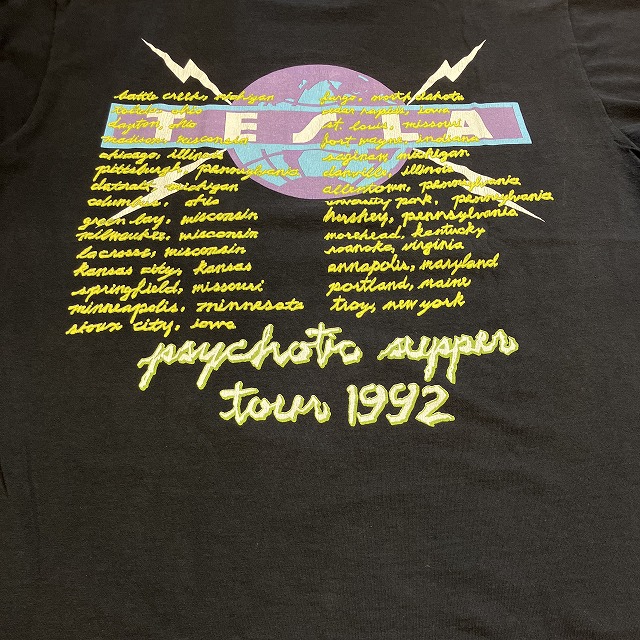 TESLA
battle creek, michigan
toledo, ohio
dayton, ohio
madison, wisconsin
chicago, illinois
pittsburgh, pennsylvania
detroit, michigan
columbus, ohio
green bay, wisconsin
milwaukee, wisconsin
lacrosse, wisconsin
kansas city, kansas
springfield, missouri
minneapolis, minnesota
sioux city, iowa
fargo, north dakota
cedar rapids, iowa
st. louis, missouri
fort wayne, indiana
saginaw, michigan
danville, illinois
allentown, pennsylvania
university park, pennsylvania
hershey, pennsylvania
morehead, kentucky
roanoke, virginia
annapolis, maryland
portland, maine
troy, new york
psychotic supper
tour 1992